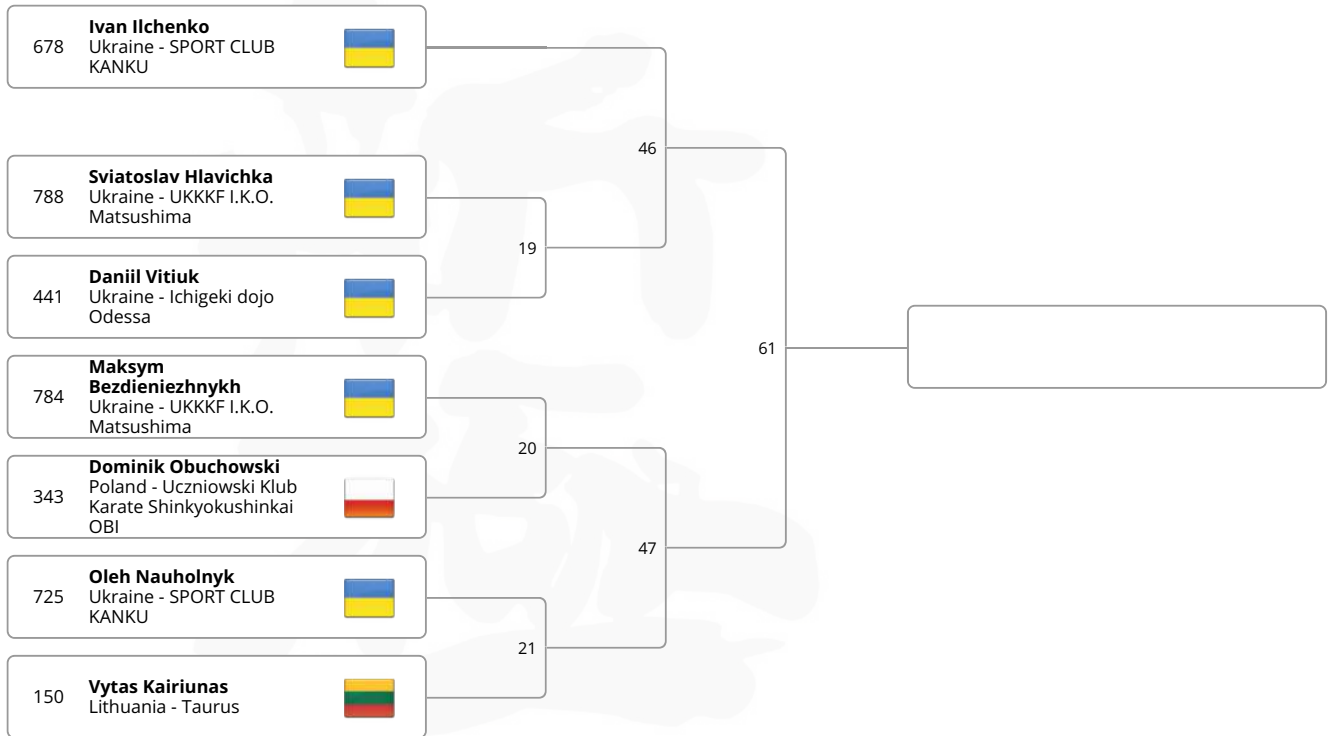 Ivan Ilchenko
678
Ukraine - SPORT CLUB
KANKU
46
Sviatoslav Hlavichka
788
Ukraine - UKKKF I.K.O.
Matsushima
19
Daniil Vitiuk
441
Ukraine - Ichigeki dojo
Odessa
61
Maksym
Bezdieniezhnykh
784
Ukraine - UKKKF I.K.O.
Matsushima
20
Dominik Obuchowski
343
Poland - Uczniowski Klub
Karate Shinkyokushinkai
OBI
47
Oleh Nauholnyk
725
Ukraine - SPORT CLUB
KANKU
21
Vytas Kairiunas
150
Lithuania - Taurus